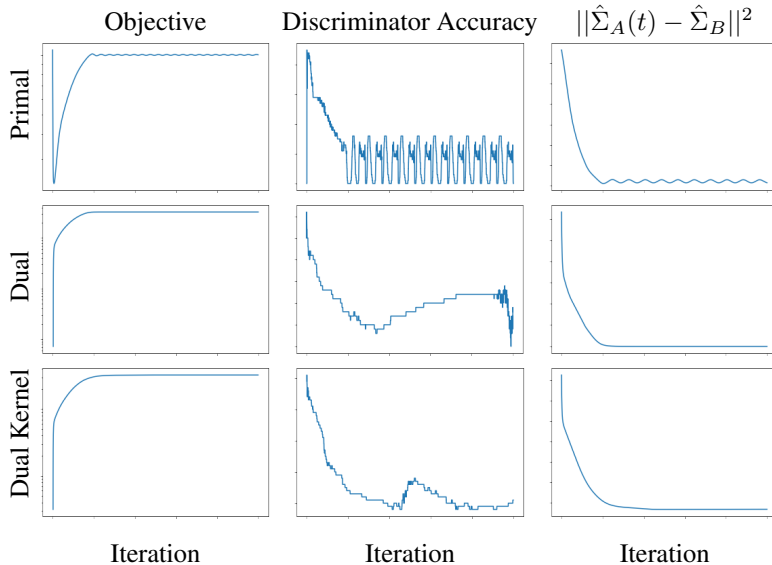 Objective
Discriminator Accuracy
$||\hat{\Sigma}_A(t) - \hat{\Sigma}_B||^2$
Primal
Dual
Dual Kernel
Iteration
Iteration
Iteration